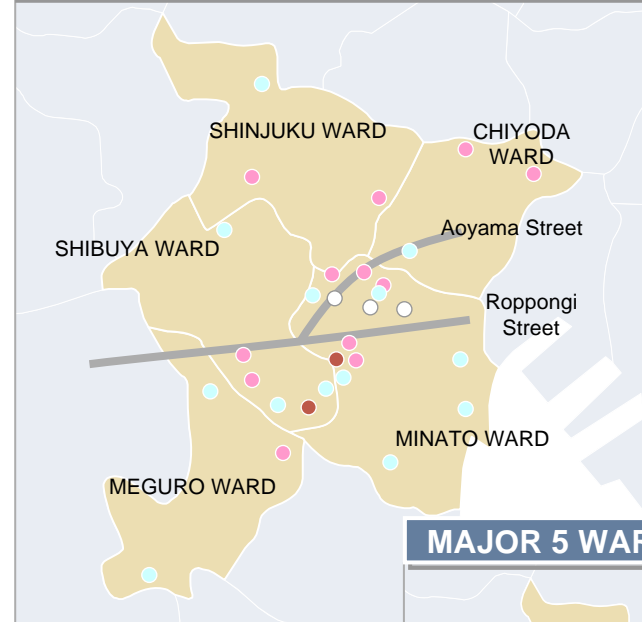 SHINJUKU WARD
CHIYODA
WARD
Aoyama Street
SHIBUYA WARD
Roppongi
Street
MINATO WARD
MEGURO WARD
MAJOR 5 WAR